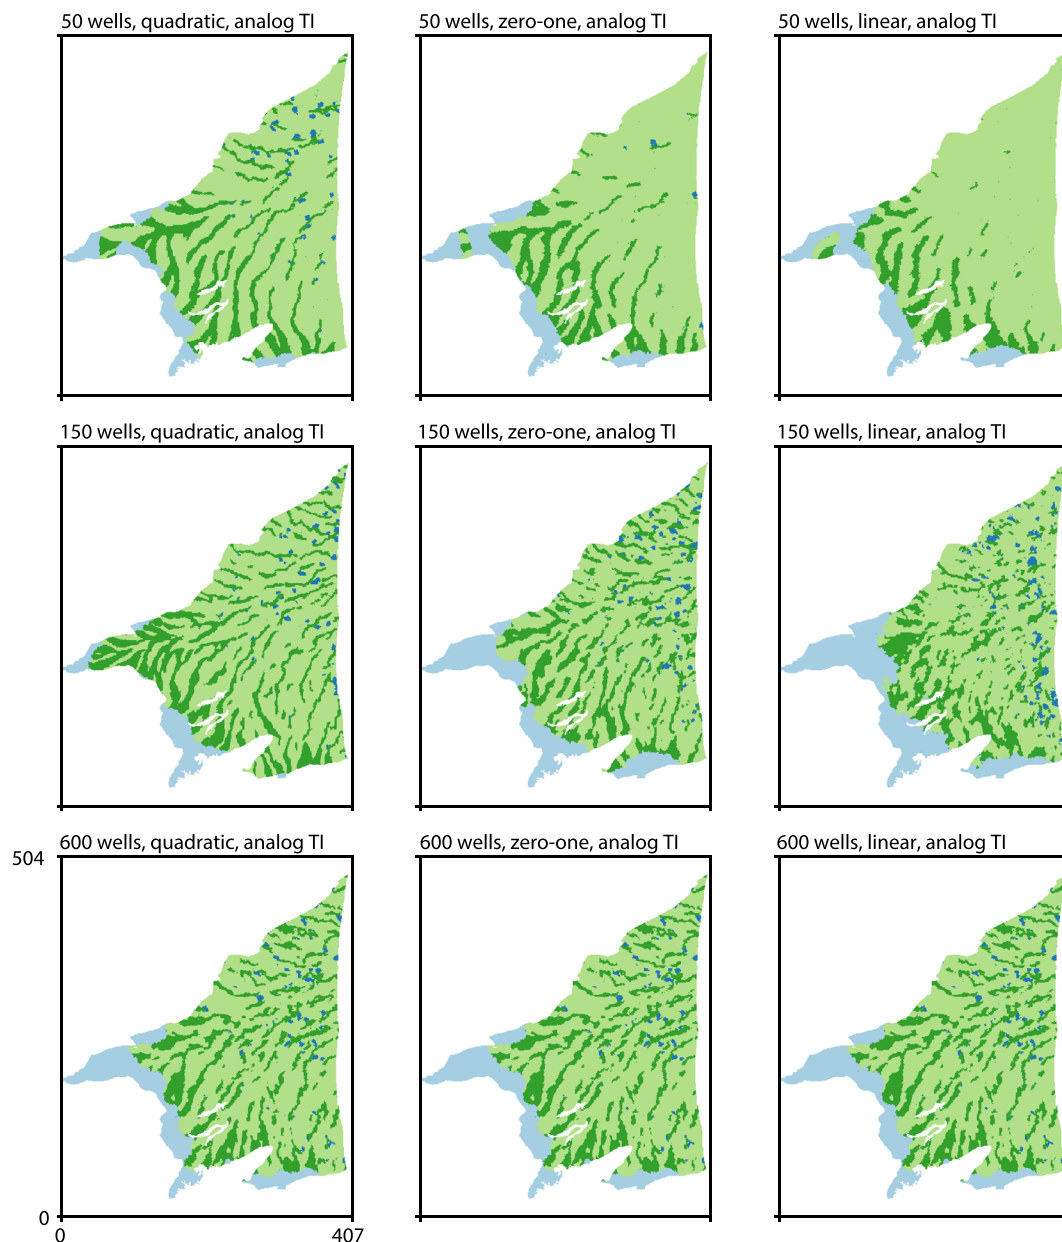 50 wells, quadratic, analog TI
50 wells, zero-one, analog TI
50 wells, linear, analog TI
150 wells, quadratic, analog TI
150 wells, zero-one, analog TI
150 wells, linear, analog TI
600 wells, quadratic, analog TI
600 wells, zero-one, analog TI
600 wells, linear, analog TI
504
0
0
407